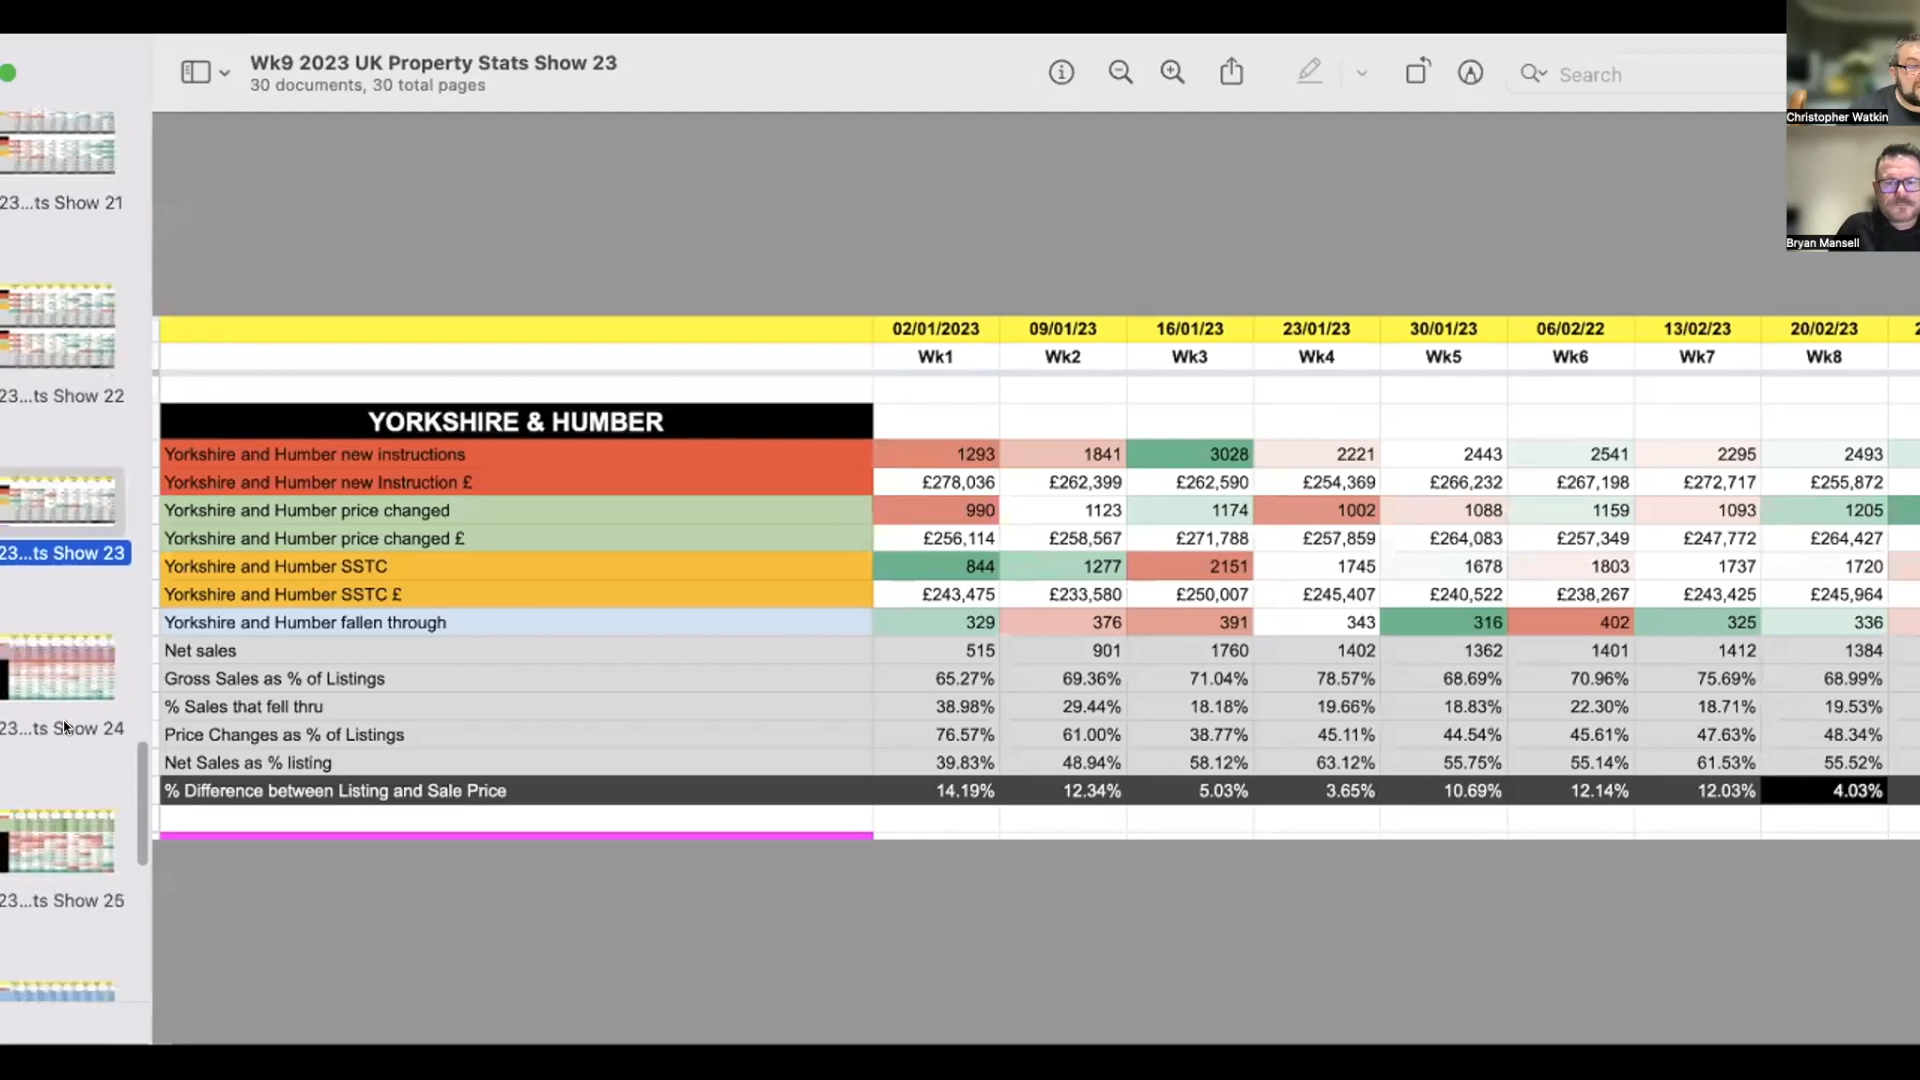 Wk9 2023 UK Property Stats Show 23
30 documents, 30 total pages
Search
Christopher Watkin
Bryan Mansell
23...ts Show 21
23...ts Show 22
23...ts Show 23
23...ts Show 24
23...ts Show 25
02/01/2023 09/01/23 16/01/23 23/01/23 30/01/23 06/02/22 13/02/23 20/02/23 2
Wk1 Wk2 Wk3 Wk4 Wk5 Wk6 Wk7 Wk8
YORKSHIRE & HUMBER
Yorkshire and Humber new instructions 1293 1841 3028 2221 2443 2541 2295 2493
Yorkshire and Humber new Instruction £ £278,036 £262,399 £262,590 £254,369 £266,232 £267,198 £272,717 £255,872
Yorkshire and Humber price changed 990 1123 1174 1002 1088 1159 1093 1205
Yorkshire and Humber price changed £ £256,114 £258,567 £271,788 £257,859 £264,083 £257,349 £247,772 £264,427
Yorkshire and Humber SSTC 844 1277 2151 1745 1678 1803 1737 1720
Yorkshire and Humber SSTC £ £243,475 £233,580 £250,007 £245,407 £240,522 £238,267 £243,425 £245,964
Yorkshire and Humber fallen through 329 376 391 343 316 402 325 336
Net sales 515 901 1760 1402 1362 1401 1412 1384
Gross Sales as % of Listings 65.27% 69.36% 71.04% 78.57% 68.69% 70.96% 75.69% 68.99%
% Sales that fell thru 38.98% 29.44% 18.18% 19.66% 18.83% 22.30% 18.71% 19.53%
Price Changes as % of Listings 76.57% 61.00% 38.77% 45.11% 44.54% 45.61% 47.63% 48.34%
Net Sales as % listing 39.83% 48.94% 58.12% 63.12% 55.75% 55.14% 61.53% 55.52%
% Difference between Listing and Sale Price 14.19% 12.34% 5.03% 3.65% 10.69% 12.14% 12.03% 4.03%